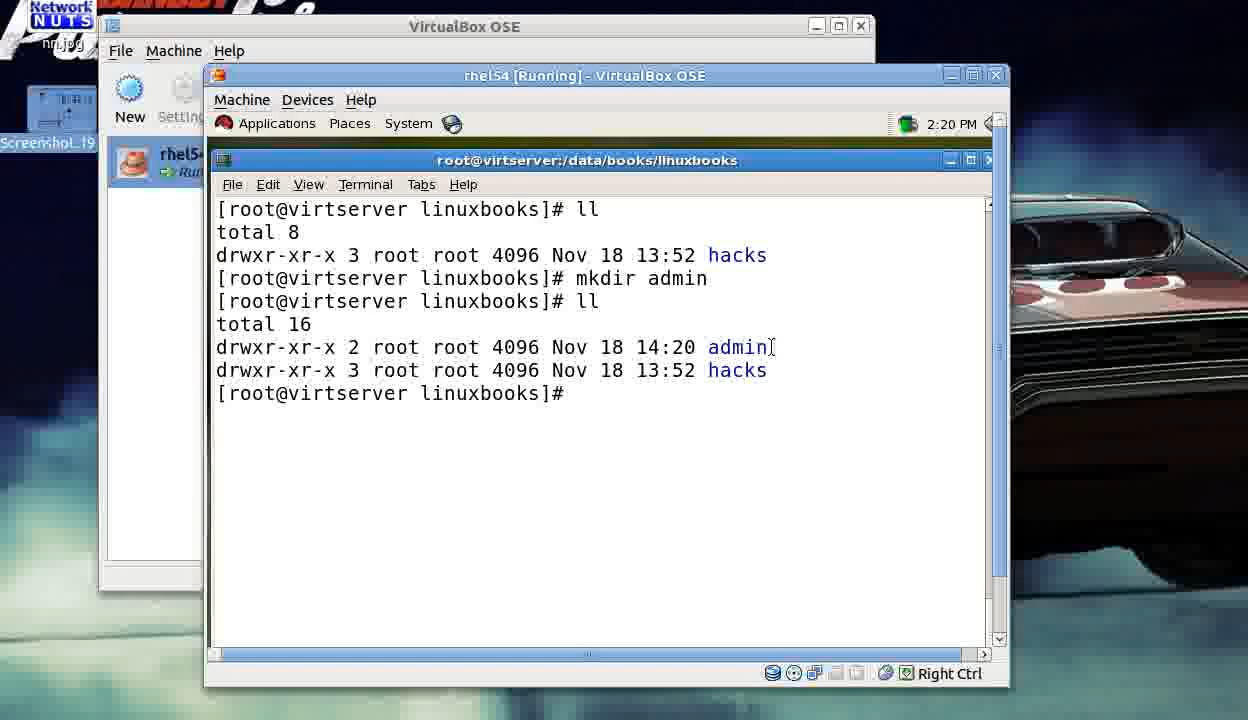 Network
NUTS
nn.jpg
Screenshot..19
VirtualBox OSE
File Machine Help
New
rhel54 [Running] - VirtualBox OSE
Machine Devices Help
Applications Places System
2:20 PM
root@virtserver:/data/books/linuxbooks
File Edit View Terminal Tabs Help
[root@virtserver linuxbooks]# ll
total 8
drwxr-xr-x 3 root root 4096 Nov 18 13:52 hacks
[root@virtserver linuxbooks]# mkdir admin
[root@virtserver linuxbooks]# ll
total 16
drwxr-xr-x 2 root root 4096 Nov 18 14:20 admin
drwxr-xr-x 3 root root 4096 Nov 18 13:52 hacks
[root@virtserver linuxbooks]#
Right Ctrl